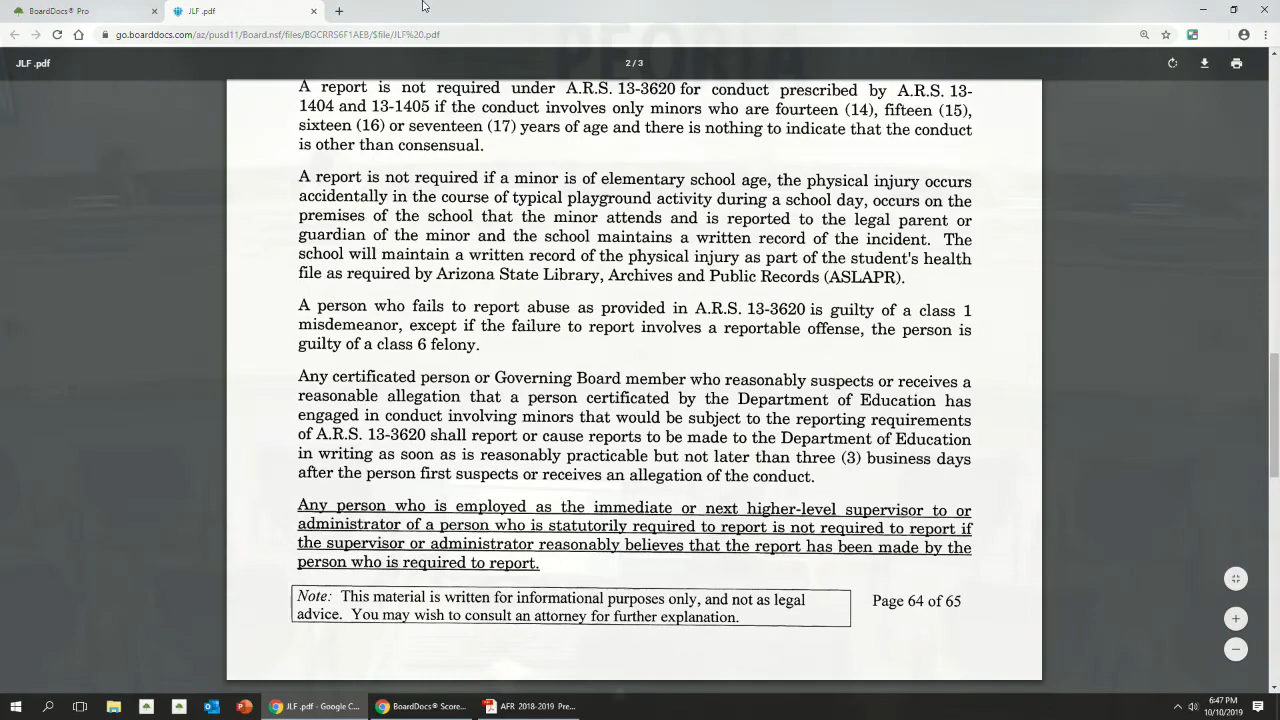 BoardDocs® Pro
JLF .pdf
go.boarddocs.com/az/pusd11/Board.nsf/files/BGCRRS6F1AEB/$file/JLF%20.pdf
JLF .pdf
2 / 3
A report is not required under A.R.S. 13-3620 for conduct prescribed by A.R.S. 13-
1404 and 13-1405 if the conduct involves only minors who are fourteen (14), fifteen (15),
sixteen (16) or seventeen (17) years of age and there is nothing to indicate that the conduct
is other than consensual.
A report is not required if a minor is of elementary school age, the physical injury occurs
accidentally in the course of typical playground activity during a school day, occurs on the
premises of the school that the minor attends and is reported to the legal parent or
guardian of the minor and the school maintains a written record of the incident. The
school will maintain a written record of the physical injury as part of the student's health
file as required by Arizona State Library, Archives and Public Records (ASLAPR).
A person who fails to report abuse as provided in A.R.S. 13-3620 is guilty of a class 1
misdemeanor, except if the failure to report involves a reportable offense, the person is
guilty of a class 6 felony.
Any certificated person or Governing Board member who reasonably suspects or receives a
reasonable allegation that a person certificated by the Department of Education has
engaged in conduct involving minors that would be subject to the reporting requirements
of A.R.S. 13-3620 shall report or cause reports to be made to the Department of Education
in writing as soon as is reasonably practicable but not later than three (3) business days
after the person first suspects or receives an allegation of the conduct.
Any person who is employed as the immediate or next higher-level supervisor to or
administrator of a person who is statutorily required to report is not required to report if
the supervisor or administrator reasonably believes that the report has been made by the
person who is required to report.
Note: This material is written for informational purposes only, and not as legal
advice. You may wish to consult an attorney for further explanation.
Page 64 of 65
JLF .pdf - Google C...
BoardDocs® Score...
AFR 2018-2019 Pre...
6:47 PM
10/10/2019
PEORIA